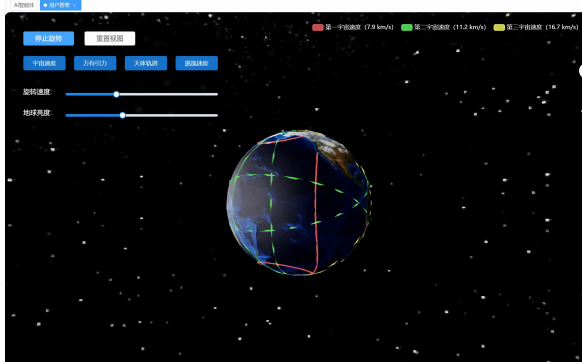 AI智能体 用户管理 ×
第一宇宙速度 (7.9 km/s) 第二宇宙速度 (11.2 km/s) 第三宇宙速度 (16.7 km/s)
停止旋转 重置视图
宇宙速度 万有引力 天体轨道 逃逸速度
旋转速度:
地球亮度: